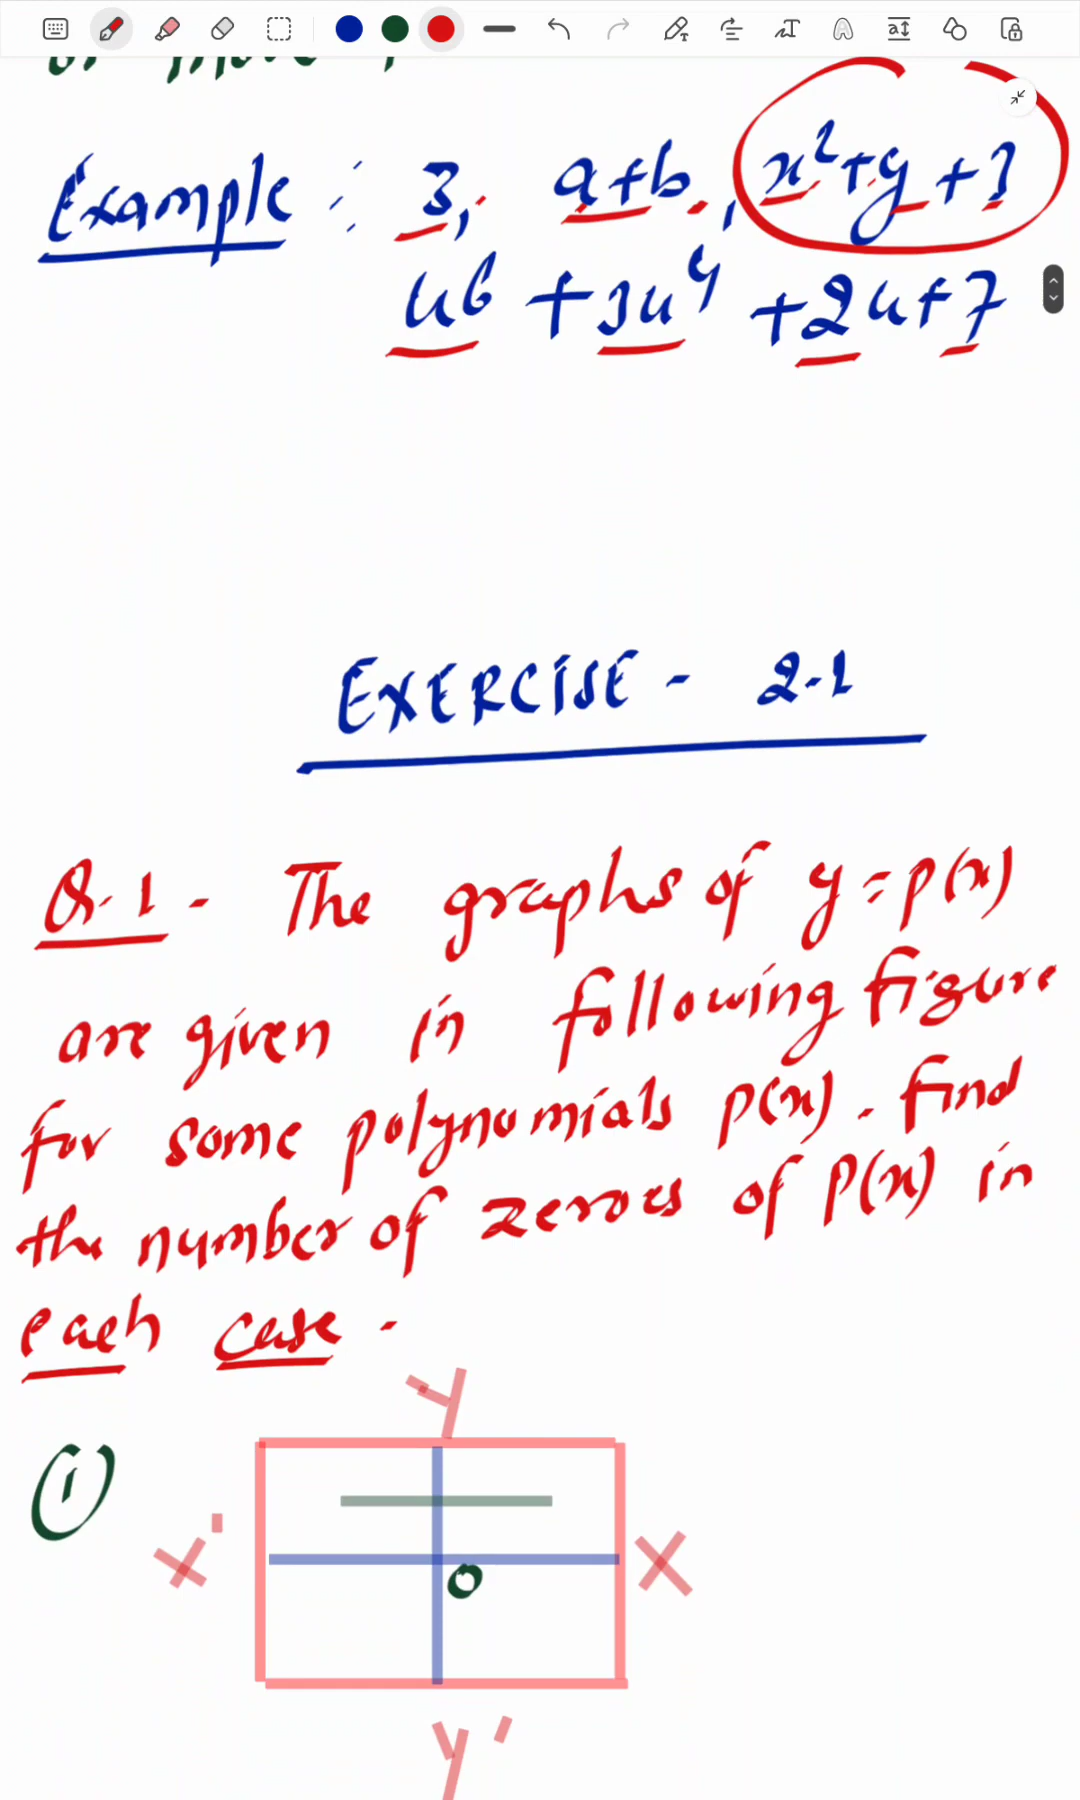 Example : 3, a+b, x²+y+3
u6 +3u⁴ +2u+7
EXERCISE - 2.1
Q.1 - The graphs of y=p(x)
are given in following figure
for some polynomials p(x). find
the number of zeroes of P(x) in
each case -
Y
①
X' O X
Y'